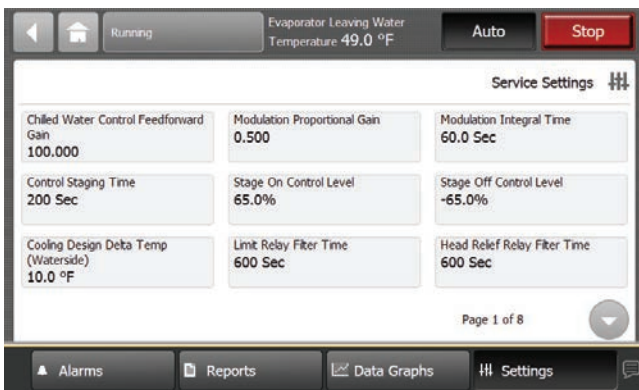 Running
Evaporator Leaving Water
Temperature 49.0 °F
Auto
Stop
Service Settings
Chilled Water Control Feedforward
Gain
100.000
Modulation Proportional Gain
0.500
Modulation Integral Time
60.0 Sec
Control Staging Time
200 Sec
Stage On Control Level
65.0%
Stage Off Control Level
-65.0%
Cooling Design Delta Temp
(Waterside)
10.0 °F
Limit Relay Filter Time
600 Sec
Head Relief Relay Filter Time
600 Sec
Page 1 of 8
Alarms
Reports
Data Graphs
Settings